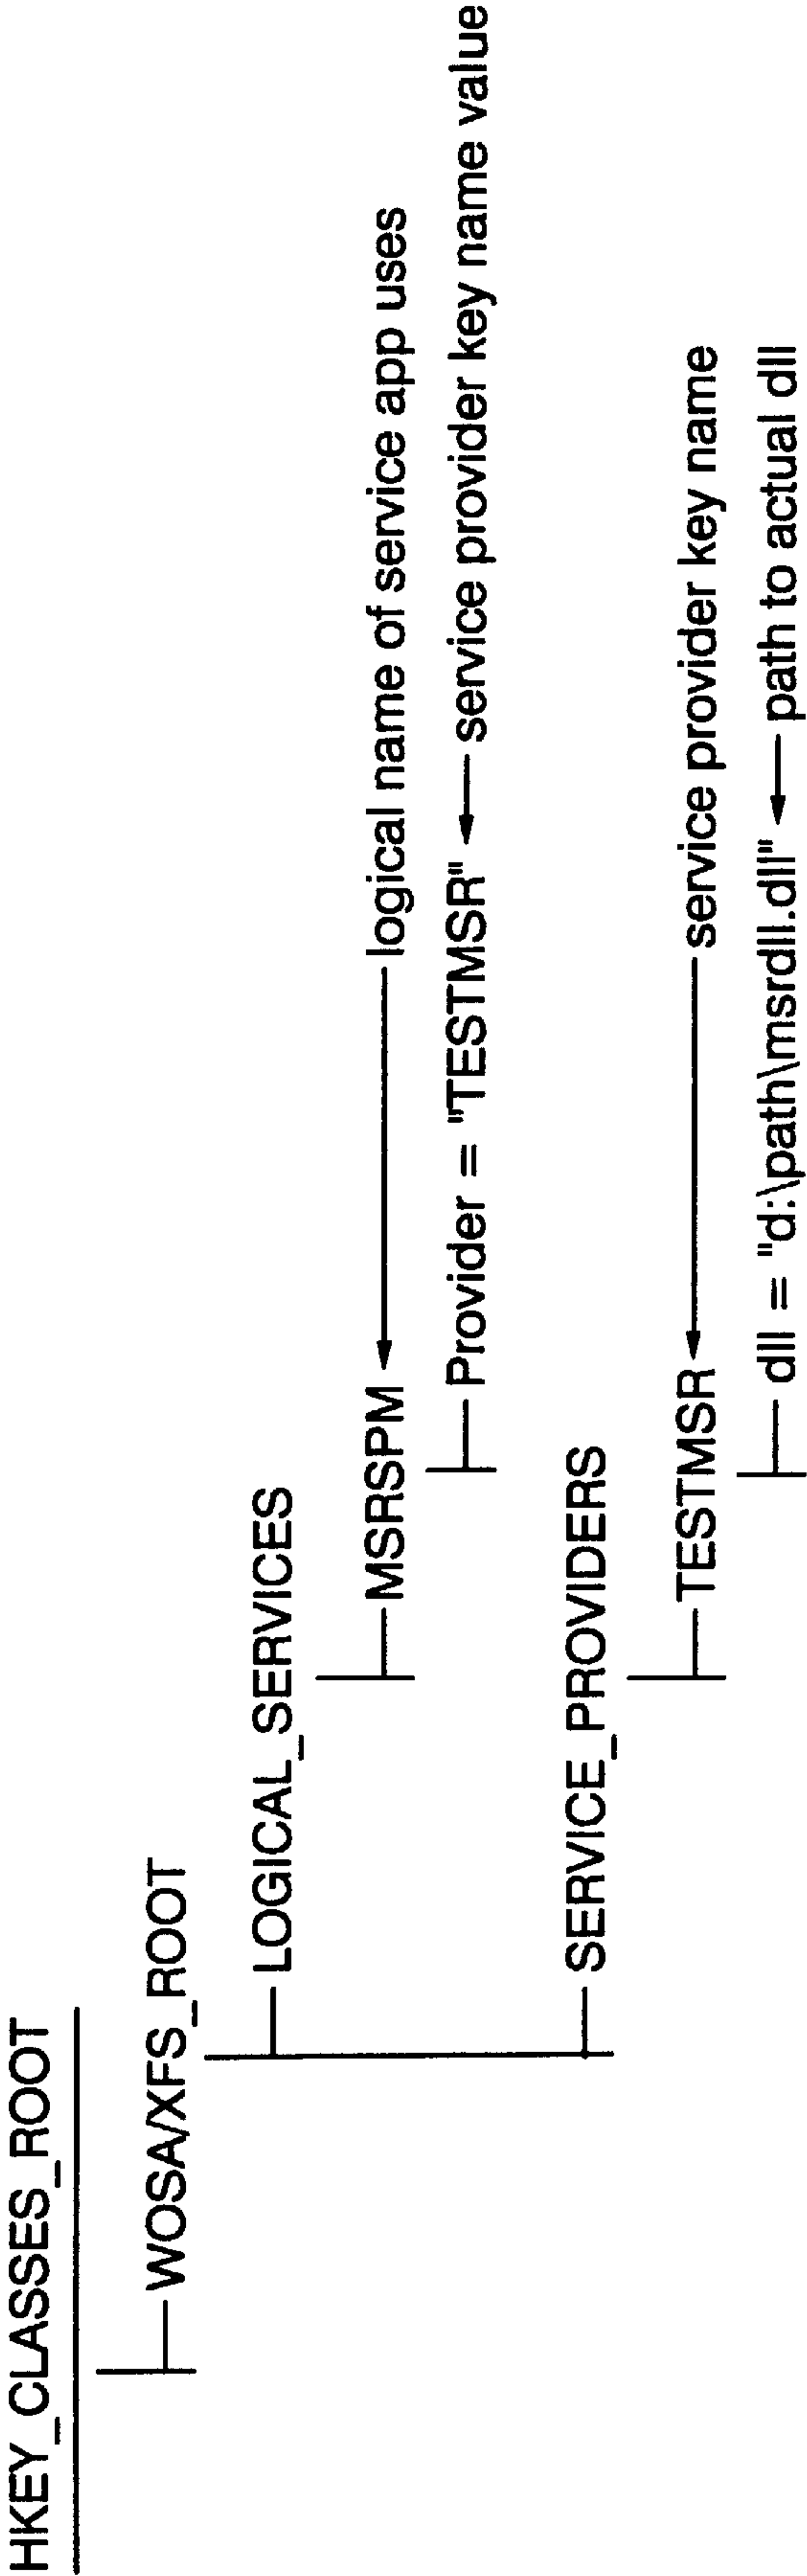 HKEY_CLASSES_ROOT
WOSA/XFS_ROOT
LOGICAL_SERVICES
MSRSPM logical name of service app uses
Provider = "TESTMSR" service provider key name value
SERVICE_PROVIDERS
TESTMSR service provider key name
dll = "d:\path\msrdll.dll" path to actual dll